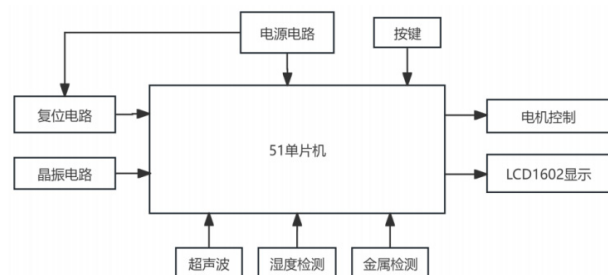 电源电路
按键
复位电路
电机控制
51单片机
晶振电路
LCD1602显示
超声波
湿度检测
金属检测